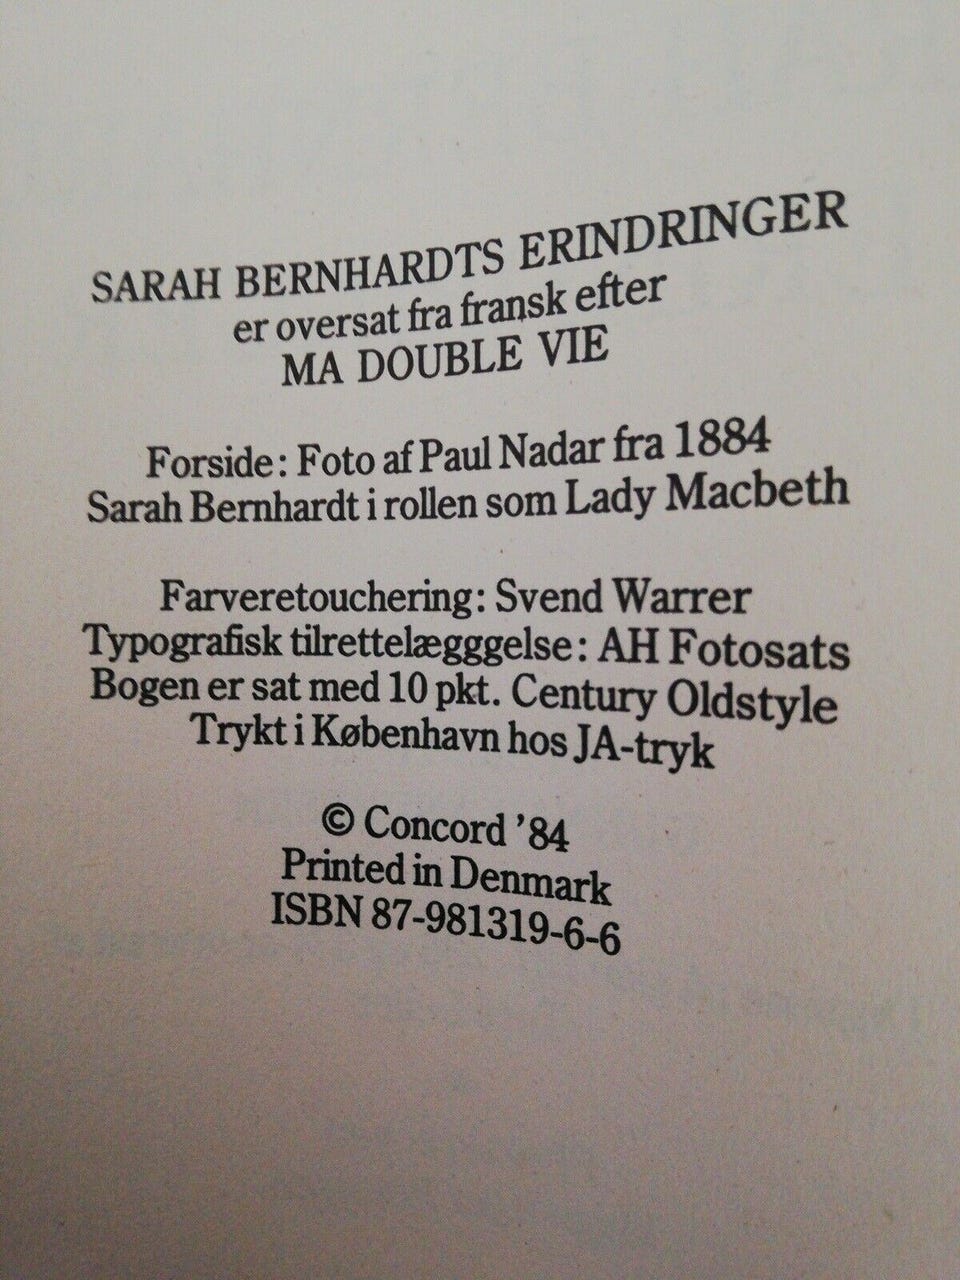 SARAH BERNHARDTS ERINDRINGER
er oversat fra fransk efter
MA DOUBLE VIE
Forside: Foto af Paul Nadar fra 1884
Sarah Bernhardt i rollen som Lady Macbeth
Farveretouchering: Svend Warrer
Typografisk tilrettelægggelse: AH Fotosats
Bogen er sat med 10 pkt. Century Oldstyle
Trykt i København hos JA-tryk
© Concord ’84
Printed in Denmark
ISBN 87-981319-6-6